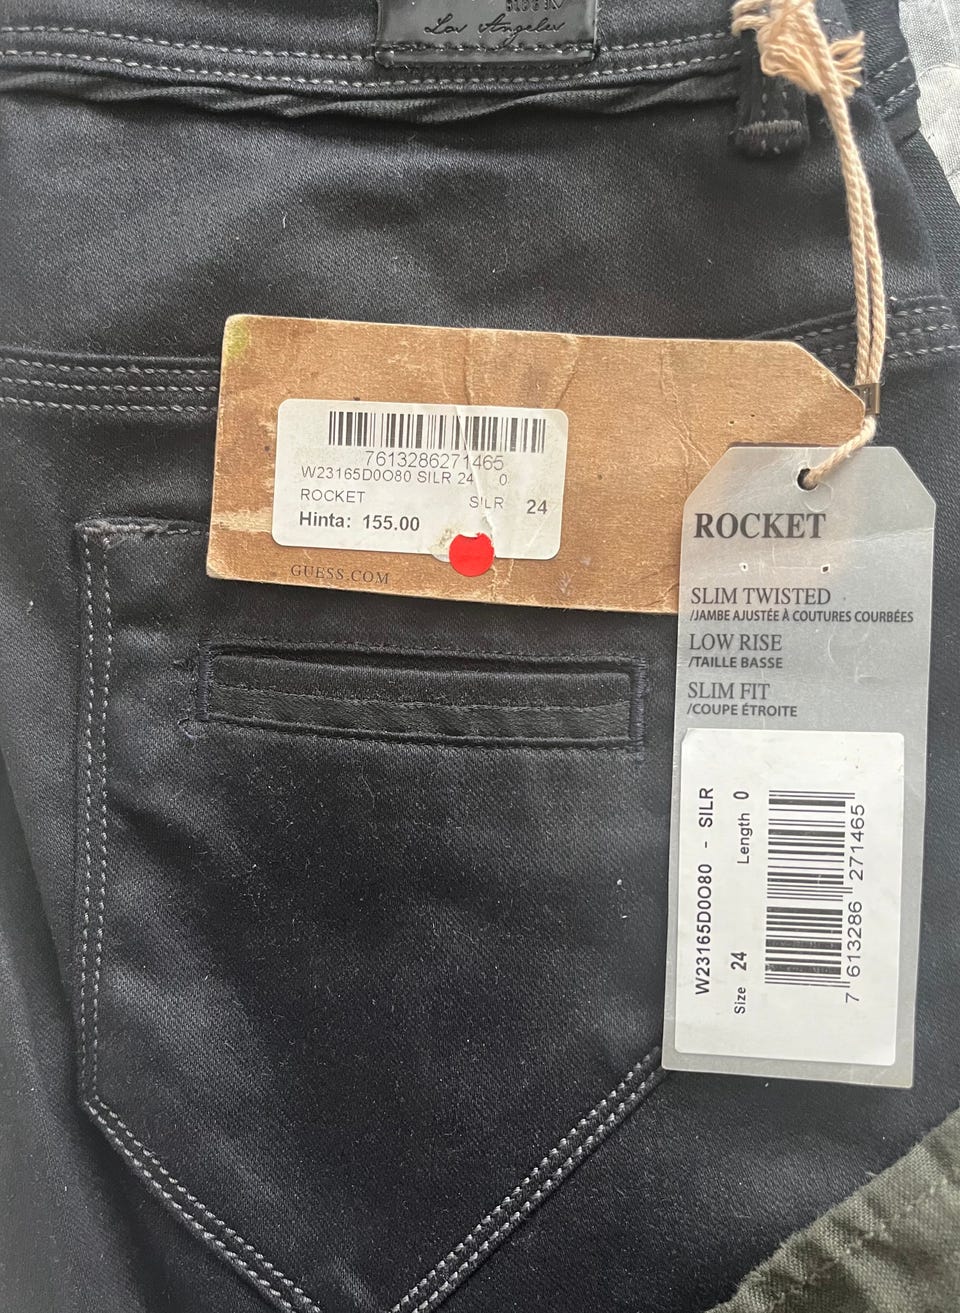 Los Angeles
7613286271465
W23165D0O80 SILR 24 0
ROCKET SILR 24
Hinta: 155.00
GUESS.COM
ROCKET
SLIM TWISTED
/JAMBE AJUSTÉE À COUTURES COURBÉES
LOW RISE
/TAILLE BASSE
SLIM FIT
/COUPE ÉTROITE
W23165D0O80 - SILR
Size 24 Length 0
7 613286 271465